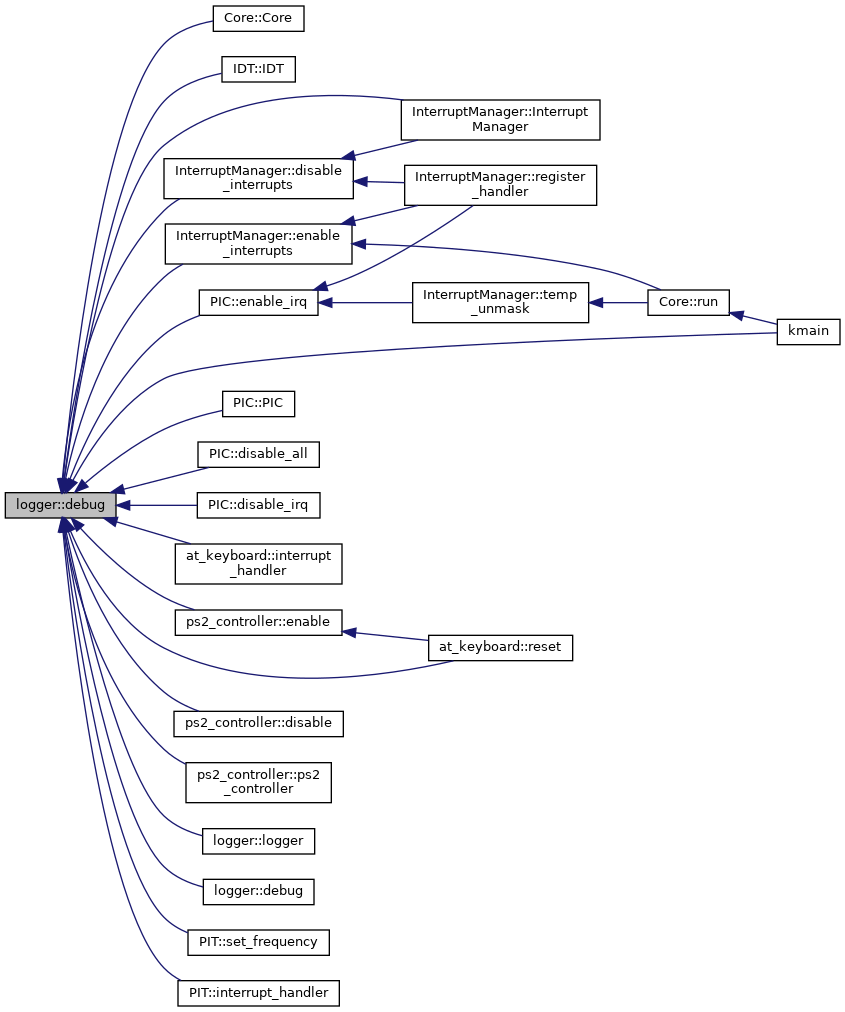 Core::Core
IDT::IDT
InterruptManager::Interrupt
Manager
InterruptManager::disable
_interrupts
InterruptManager::register
_handler
InterruptManager::enable
_interrupts
PIC::enable_irq
InterruptManager::temp
_unmask
Core::run
kmain
PIC::PIC
PIC::disable_all
logger::debug
PIC::disable_irq
at_keyboard::interrupt
_handler
ps2_controller::enable
at_keyboard::reset
ps2_controller::disable
ps2_controller::ps2
_controller
logger::logger
logger::debug
PIT::set_frequency
PIT::interrupt_handler